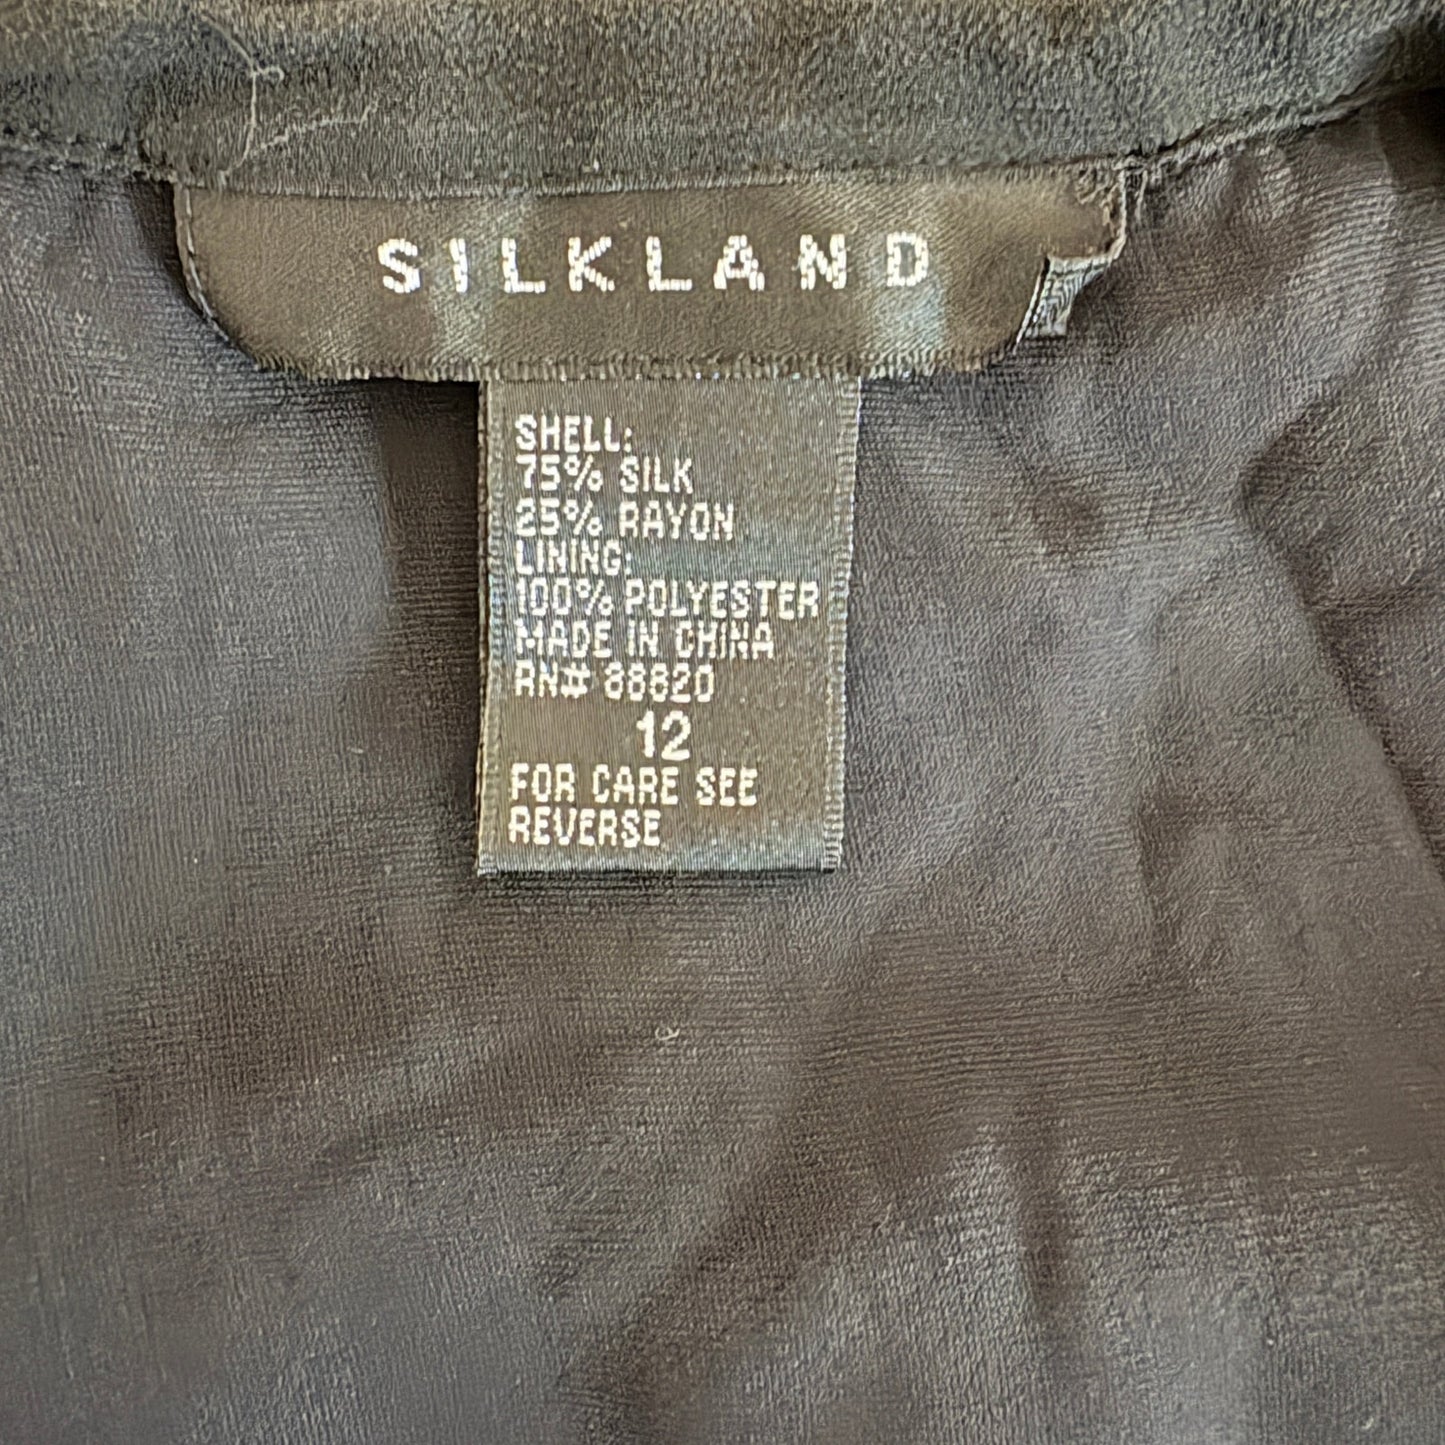 SILKLAND
SHELL:
75% SILK
25% RAYON
LINING:
100% POLYESTER
MADE IN CHINA
RN# 88820
12
FOR CARE SEE
REVERSE